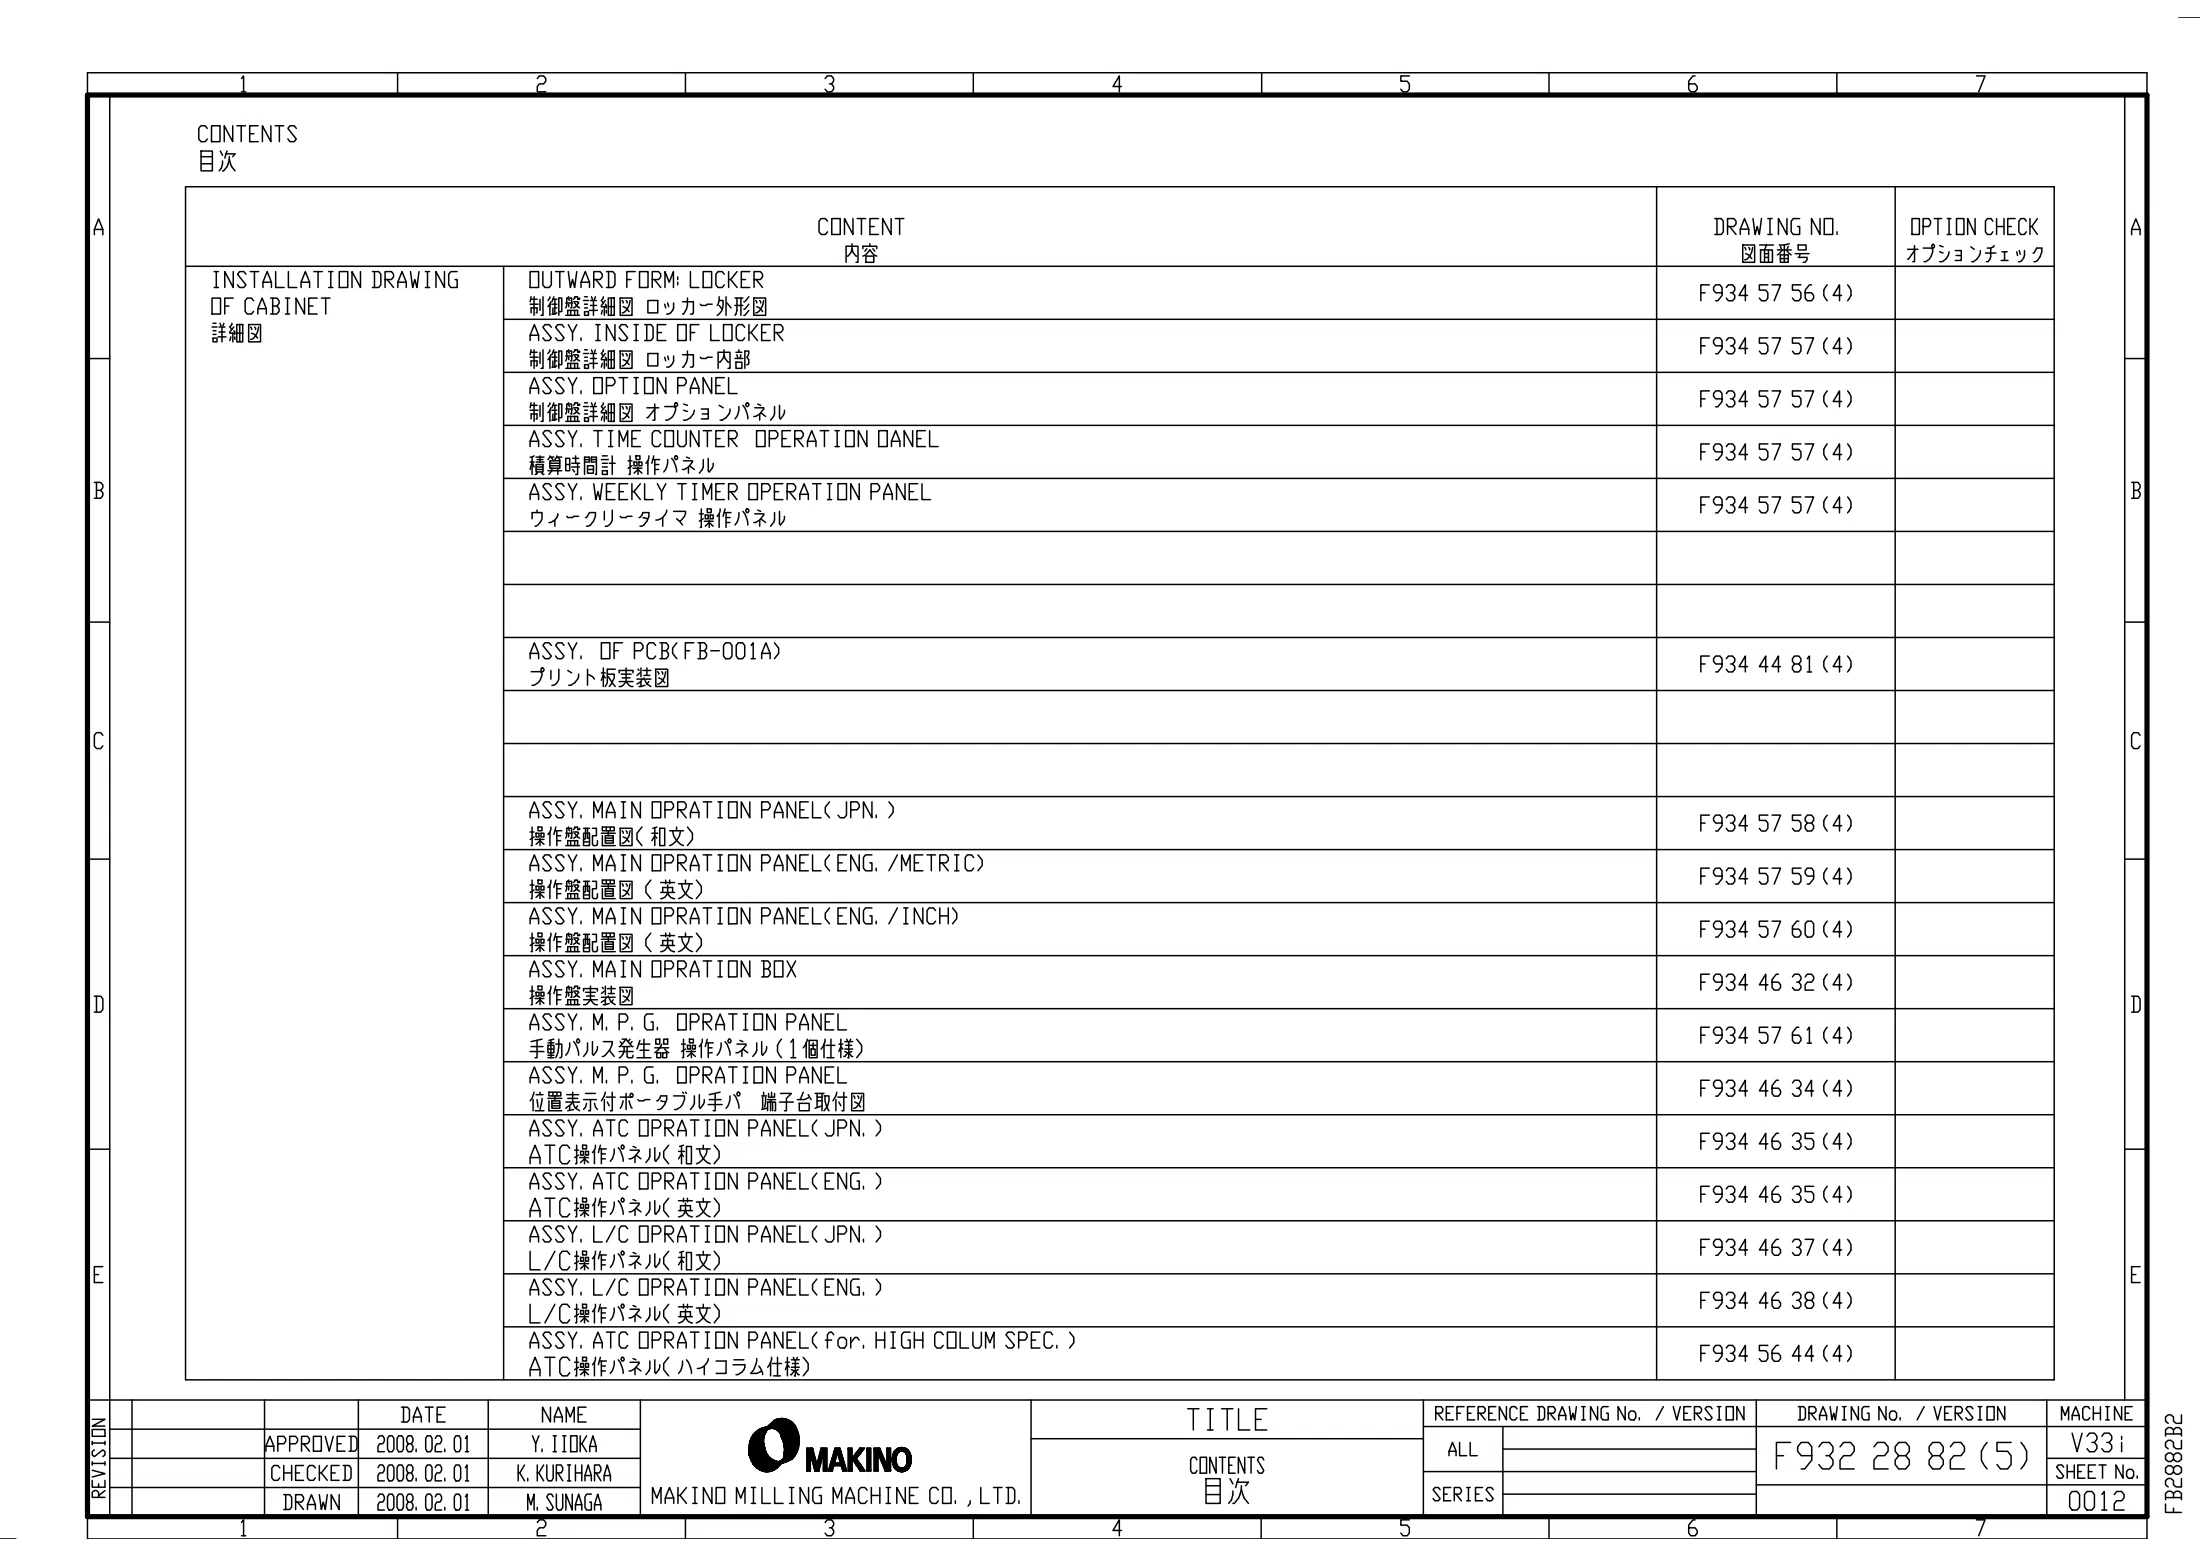 1 2 3 4 5 6 7
CONTENTS
目次
CONTENT
内容
DRAWING NO.
図面番号
OPTION CHECK
オプションチェック
INSTALLATION DRAWING
OF CABINET
詳細図
OUTWARD FORM: LOCKER
制御盤詳細図 ロッカー外形図
F934 57 56(4)
ASSY. INSIDE OF LOCKER
制御盤詳細図 ロッカー内部
F934 57 57(4)
ASSY. OPTION PANEL
制御盤詳細図 オプションパネル
F934 57 57(4)
ASSY. TIME COUNTER OPERATION OANEL
積算時間計 操作パネル
F934 57 57(4)
ASSY. WEEKLY TIMER OPERATION PANEL
ウィークリータイマ 操作パネル
F934 57 57(4)
ASSY. OF PCB(FB-001A)
プリント板実装図
F934 44 81(4)
ASSY. MAIN OPRATION PANEL(JPN.)
操作盤配置図(和文)
F934 57 58(4)
ASSY. MAIN OPRATION PANEL(ENG./METRIC)
操作盤配置図(英文)
F934 57 59(4)
ASSY. MAIN OPRATION PANEL(ENG./INCH)
操作盤配置図(英文)
F934 57 60(4)
ASSY. MAIN OPRATION BOX
操作盤実装図
F934 46 32(4)
ASSY. M.P.G. OPRATION PANEL
手動パルス発生器 操作パネル(1個仕様)
F934 57 61(4)
ASSY. M.P.G. OPRATION PANEL
位置表示付ポータブル手パ 端子台取付図
F934 46 34(4)
ASSY. ATC OPRATION PANEL(JPN.)
ATC操作パネル(和文)
F934 46 35(4)
ASSY. ATC OPRATION PANEL(ENG.)
ATC操作パネル(英文)
F934 46 35(4)
ASSY. L/C OPRATION PANEL(JPN.)
L/C操作パネル(和文)
F934 46 37(4)
ASSY. L/C OPRATION PANEL(ENG.)
L/C操作パネル(英文)
F934 46 38(4)
ASSY. ATC OPRATION PANEL(for. HIGH COLUM SPEC.)
ATC操作パネル(ハイコラム仕様)
F934 56 44(4)
A
B
C
D
E
A
B
C
D
E
REVISION
DATE NAME
APPROVED 2008.02.01 Y. IIOKA
CHECKED 2008.02.01 K. KURIHARA
DRAWN 2008.02.01 M. SUNAGA
MAKINO
MAKINO MILLING MACHINE CO.,LTD.
TITLE
CONTENTS
目次
REFERENCE DRAWING No. / VERSION
ALL
SERIES
DRAWING No. / VERSION
F932 28 82(5)
MACHINE
V33i
SHEET No.
0012
FB2882B2
1 2 3 4 5 6 7